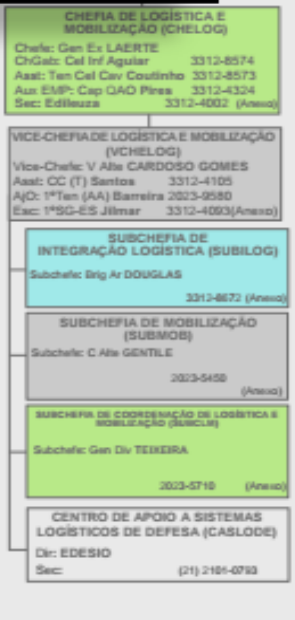 CHEFIA DE LOGÍSTICA E
MOBILIZAÇÃO (CHELOG)
Chefe: Gen Ex LAERTE
ChGab: Cel Inf Aguiar 3312-8574
Asst: Ten Cel Cav Coutinho 3312-8573
Aux EMP: Cap QAO Pires 3312-4324
Sec: Edileuza 3312-4002 (Anexo)
VICE-CHEFIA DE LOGÍSTICA E MOBILIZAÇÃO
(VCHELOG)
Vice-Chefe: V Alte CARDOSO GOMES
Asst: CC (T) Santos 3312-4105
AjO: 1ºTen (AA) Barreira 2023-9580
Esc: 1ºSG-ES Jilmar 3312-4093(Anexo)
SUBCHEFIA DE
INTEGRAÇÃO LOGÍSTICA (SUBILOG)
Subchefe: Brig Ar DOUGLAS
3312-8672 (Anexo)
SUBCHEFIA DE MOBILIZAÇÃO
(SUBMOB)
Subchefe: C Alte GENTILE
2023-5450
(Anexo)
SUBCHEFIA DE COORDENAÇÃO DE LOGÍSTICA E
MOBILIZAÇÃO (SUBCLM)
Subchefe: Gen Div TEIXEIRA
2023-5710 (Anexo)
CENTRO DE APOIO A SISTEMAS
LOGÍSTICOS DE DEFESA (CASLODE)
Dir: EDESIO
Sec: (21) 2101-0793